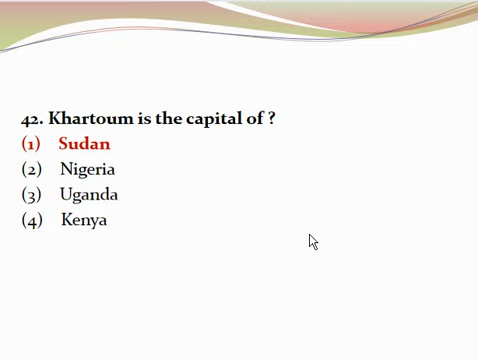 42. Khartoum is the capital of ?
(1) Sudan
(2) Nigeria
(3) Uganda
(4) Kenya